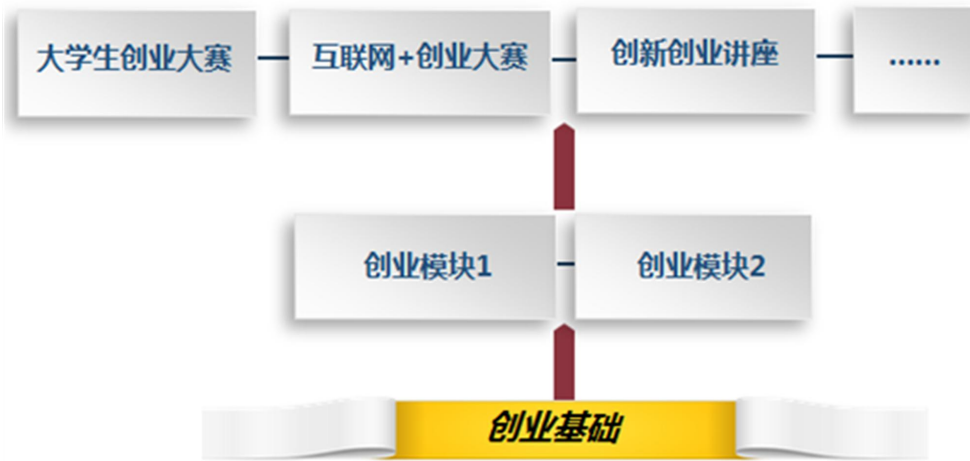 大学生创业大赛
互联网+创业大赛
创新创业讲座
......
创业模块1
创业模块2
创业基础